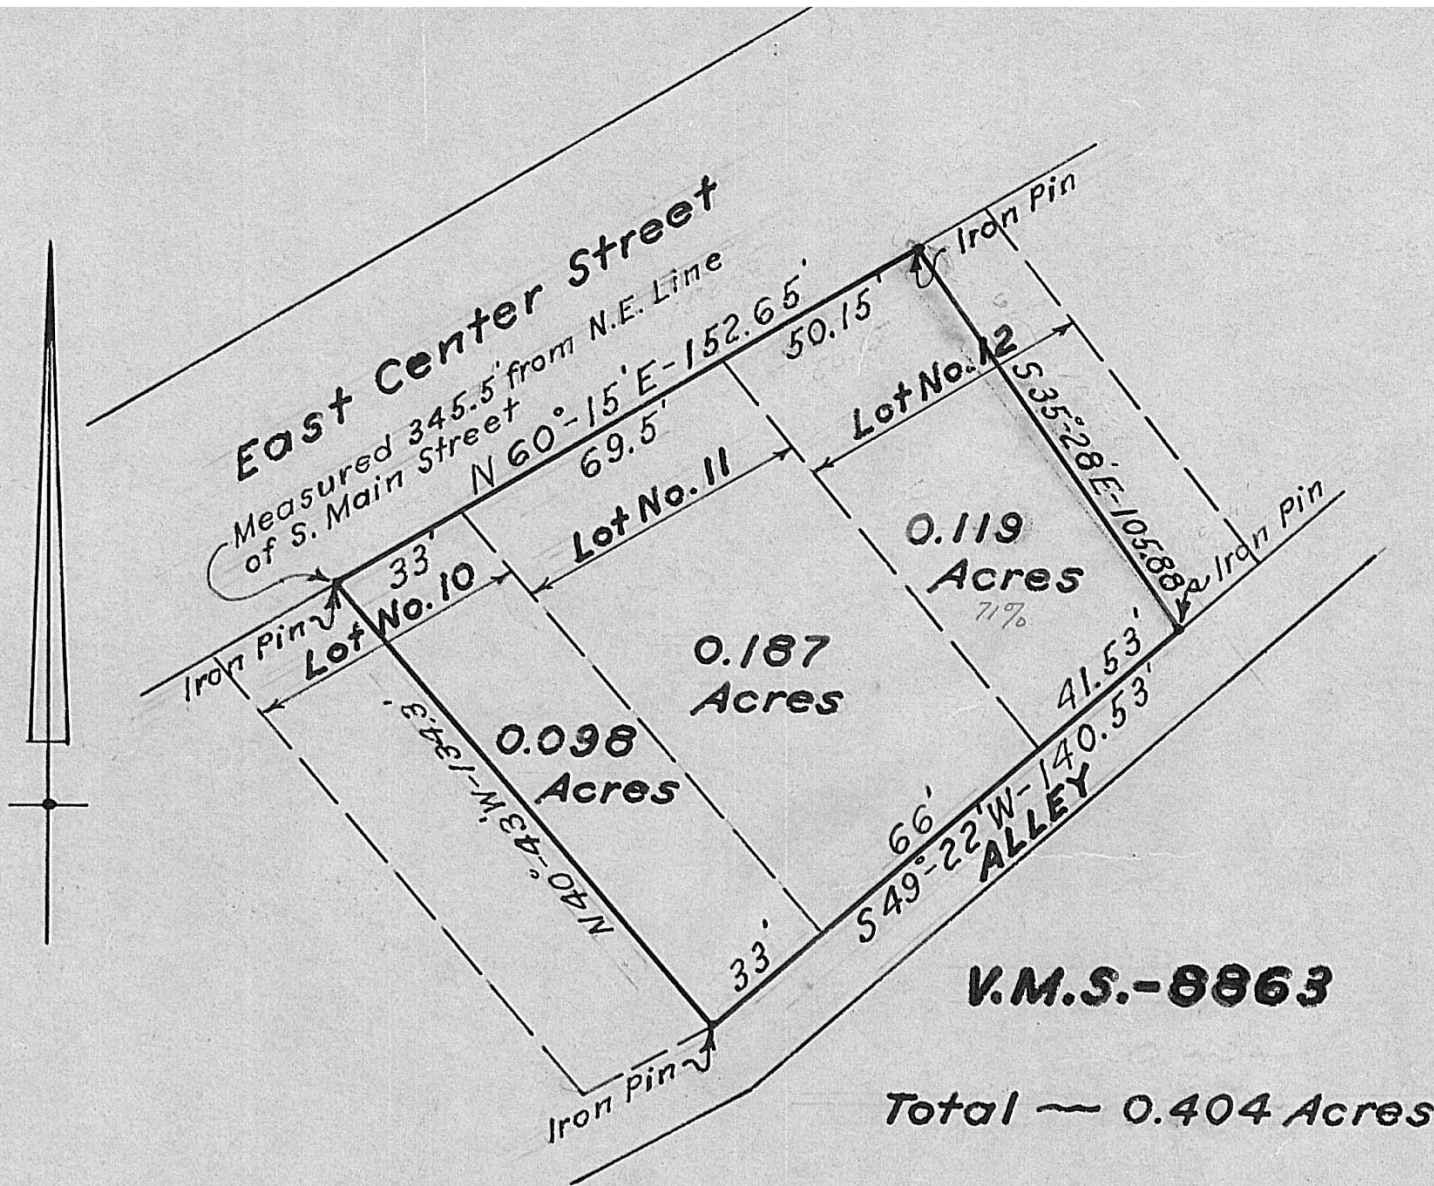 East Center Street
Measured 345.5' from N.E. Line
of S. Main Street
N 60°-15' E-152.65'
33'
69.5'
50.15'
Iron Pin
Iron Pin
Lot No. 10
Lot No. 11
Lot No. 12
S 35°-28' E-105.88'
Iron Pin
0.119
Acres
71%
0.187
Acres
0.098
Acres
N 40°-43' W-134.3'
41.53'
66'
33'
S 49°-22' W-140.53'
ALLEY
Iron Pin
V.M.S.-8863
Total — 0.404 Acres